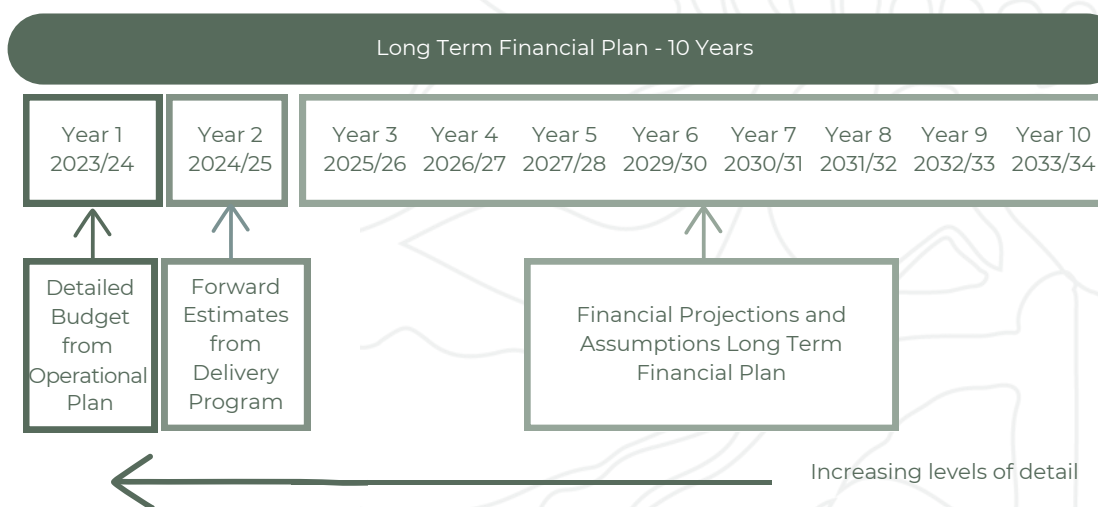 Long Term Financial Plan - 10 Years
Year 1
2023/24
Year 2
2024/25
Year 3
2025/26
Year 4
2026/27
Year 5
2027/28
Year 6
2029/30
Year 7
2030/31
Year 8
2031/32
Year 9
2032/33
Year 10
2033/34
Detailed
Budget
from
Operational
Plan
Forward
Estimates
from
Delivery
Program
Financial Projections and
Assumptions Long Term
Financial Plan
Increasing levels of detail